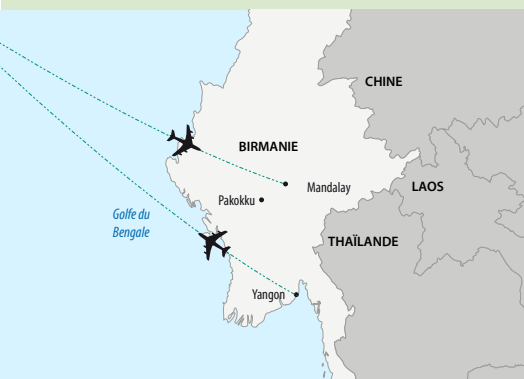 CHINE
BIRMANIE
Mandalay
LAOS
Pakokku
Golfe du
Bengale
THAÏLANDE
Yangon